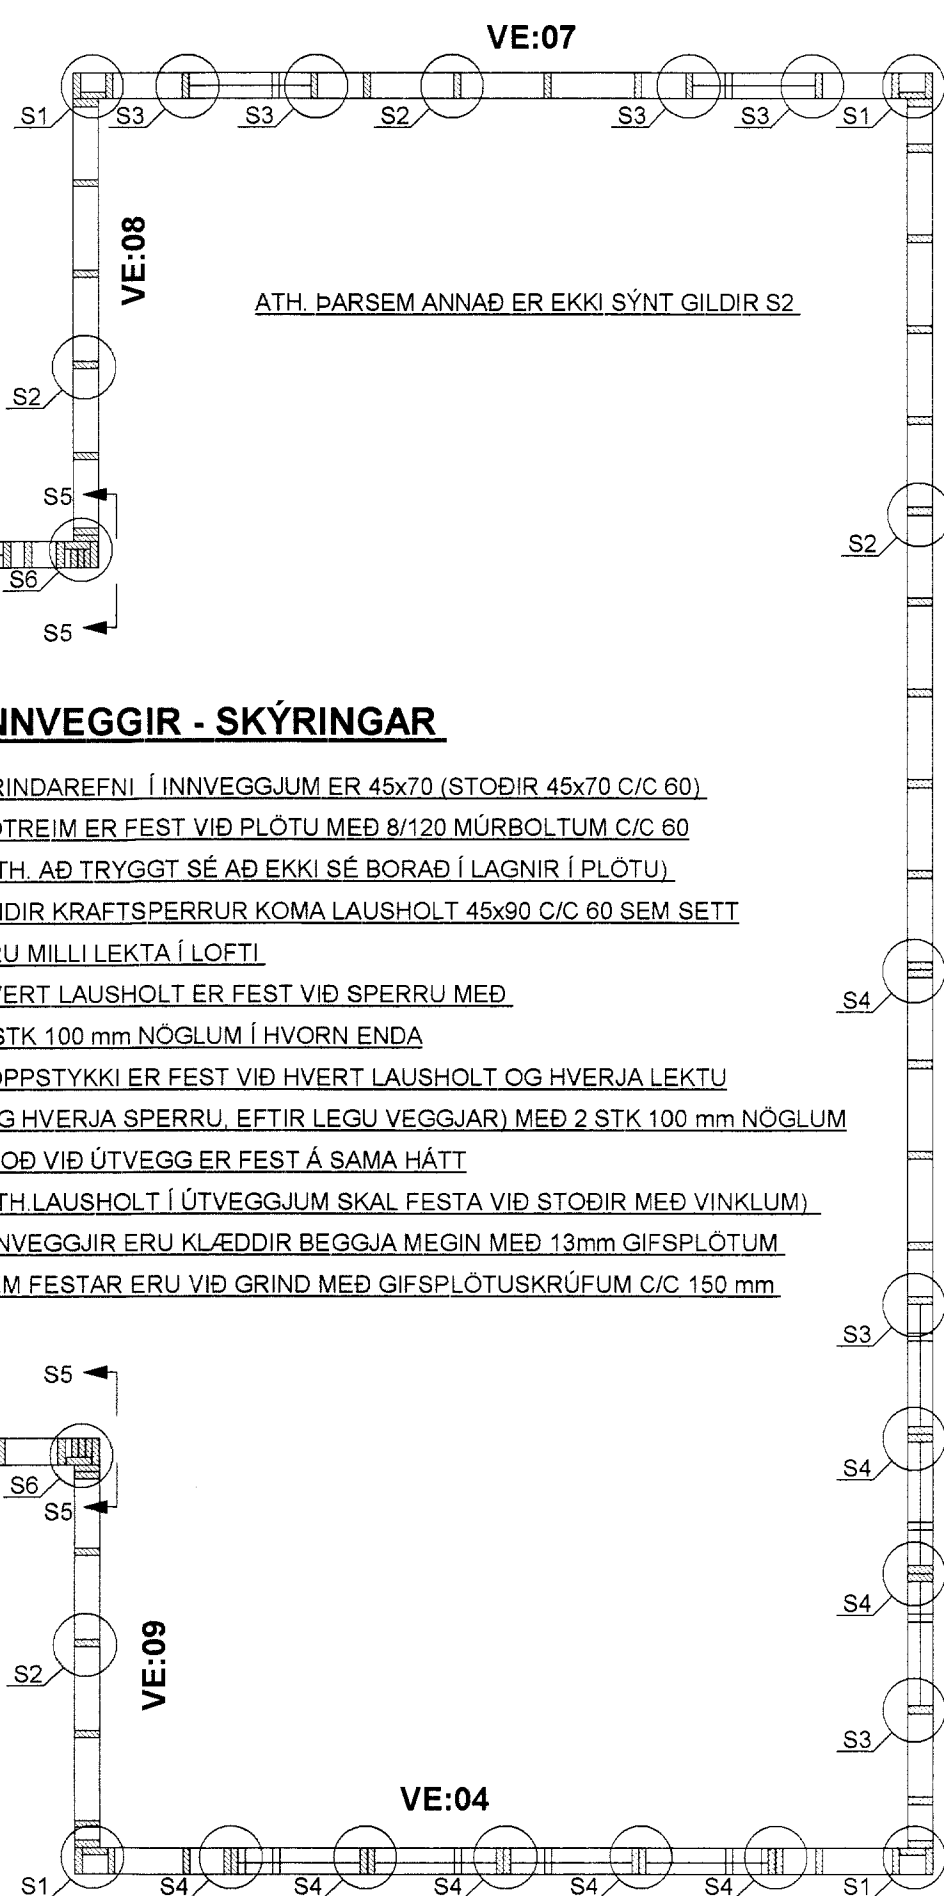 VE:07
S1 S3 S3 S2 S3 S3 S1
VE:08
ATH. ÞARSEM ANNAÐ ER EKKI SÝNT GILDIR S2
S2
S5
S2
S6
S5
NNVEGGIR - SKÝRINGAR
RINDAREFNI Í INNVEGGJUM ER 45x70 (STOÐIR 45x70 C/C 60)
ÓTREIM ER FEST VIÐ PLÖTU MEÐ 8/120 MÚRBOLTUM C/C 60
TH. AÐ TRYGGT SÉ AÐ EKKI SÉ BORAÐ Í LAGNIR Í PLÖTU)
NDIR KRAFTSPERRUR KOMA LAUSHOLT 45x90 C/C 60 SEM SETT
RU MILLI LEKTA Í LOFTI
VERT LAUSHOLT ER FEST VIÐ SPERRU MEÐ
STK 100 mm NÖGLUM Í HVORN ENDA
S4
OPPSTYKKI ER FEST VIÐ HVERT LAUSHOLT OG HVERJA LEKTU
G HVERJA SPERRU, EFTIR LEGU VEGGJAR) MEÐ 2 STK 100 mm NÖGLUM
OÐ VIÐ ÚTVEGG ER FEST Á SAMA HÁTT
TH.LAUSHOLT Í ÚTVEGGJUM SKAL FESTA VIÐ STOÐIR MEÐ VINKLUM)
NVEGGJIR ERU KLÆDDIR BEGGJA MEGIN MEÐ 13mm GIFSPLÖTUM
EM FESTAR ERU VIÐ GRIND MEÐ GIFSPLÖTUSKRÚFUM C/C 150 mm
S3
S5
S4
S6
S5
S4
S2
VE:09
S3
VE:04
S1 S4 S4 S4 S4 S4 S1